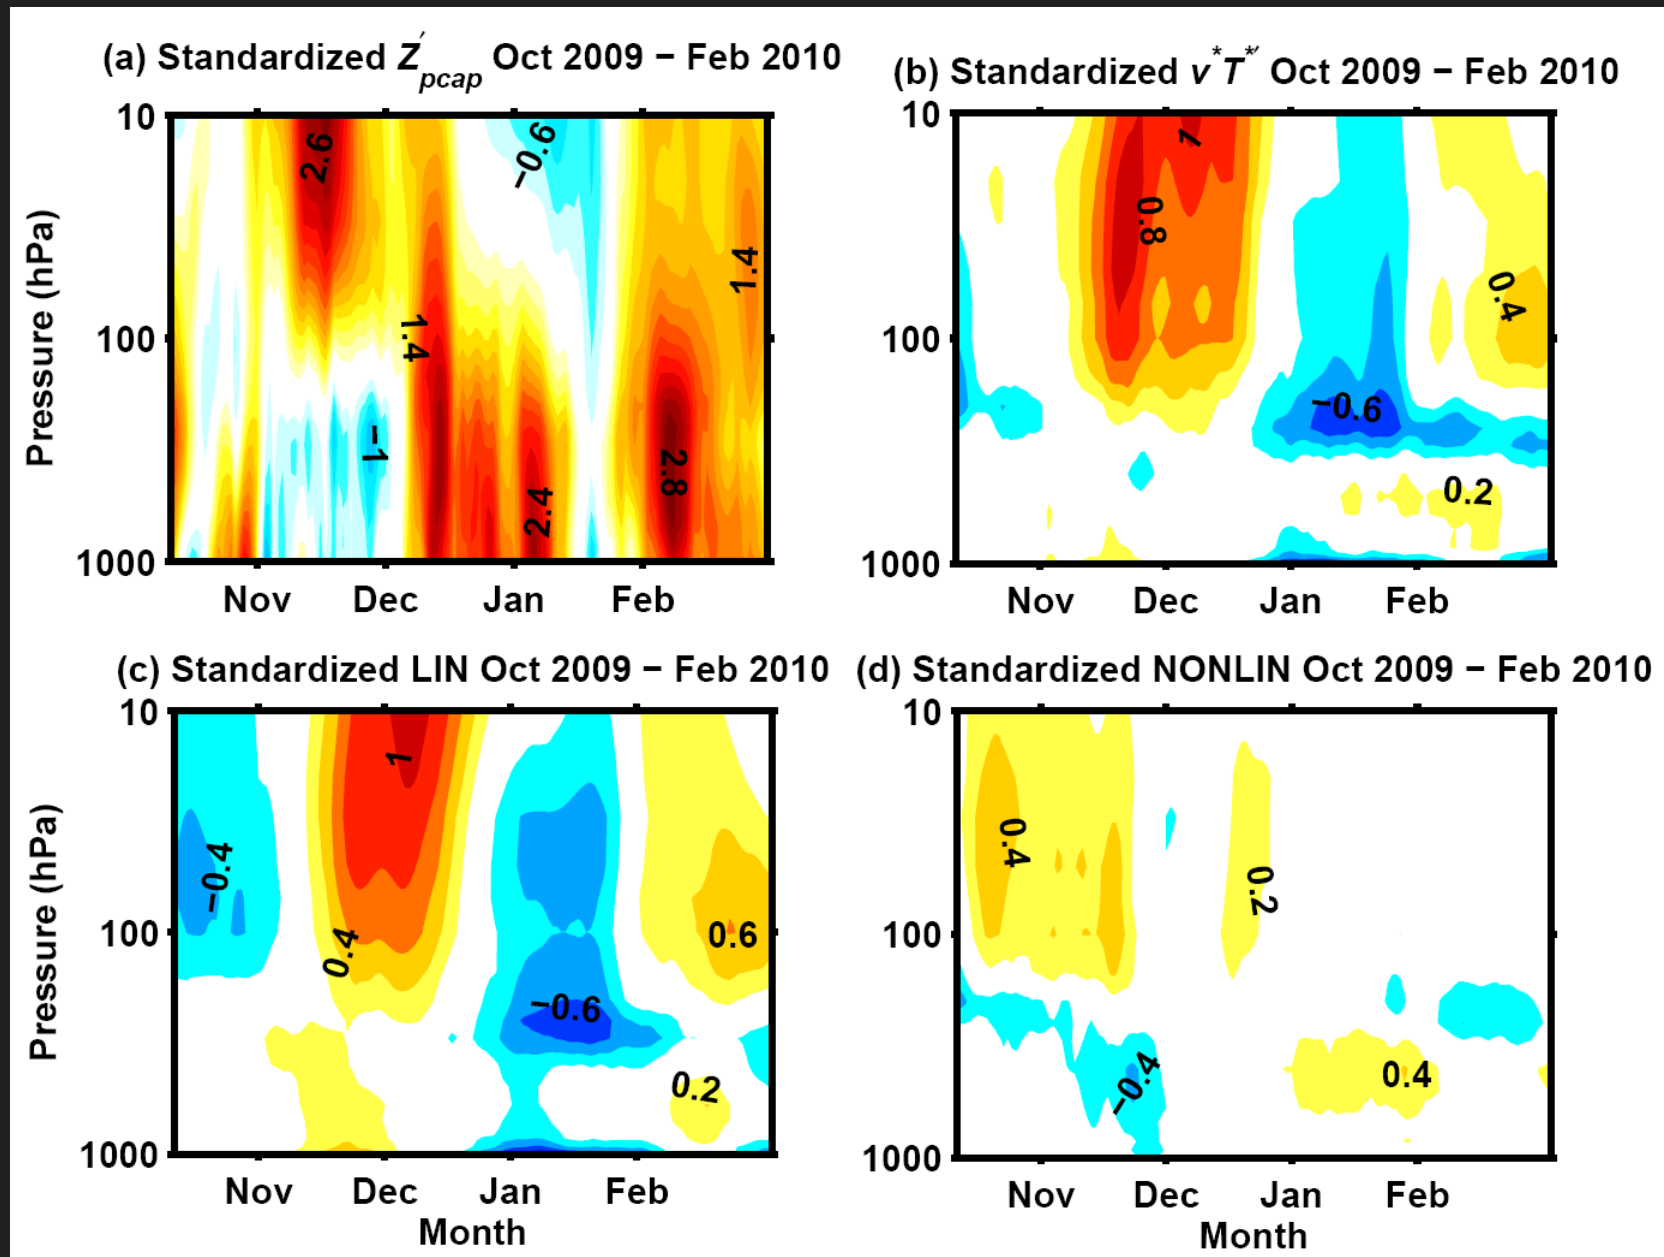 (a) Standardized Z′pcap Oct 2009 − Feb 2010
(b) Standardized v*T*′ Oct 2009 − Feb 2010
Pressure (hPa)
10
100
1000
2.6
−0.6
1.4
1.4
−1
2.4
2.8
Nov Dec Jan Feb
10
100
1000
1
0.8
0.4
−0.6
0.2
Nov Dec Jan Feb
(c) Standardized LIN Oct 2009 − Feb 2010
(d) Standardized NONLIN Oct 2009 − Feb 2010
Pressure (hPa)
10
100
1000
1
−0.4
0.4
0.6
−0.6
0.2
Nov Dec Jan Feb
Month
10
100
1000
0.4
0.2
−0.4
0.4
Nov Dec Jan Feb
Month